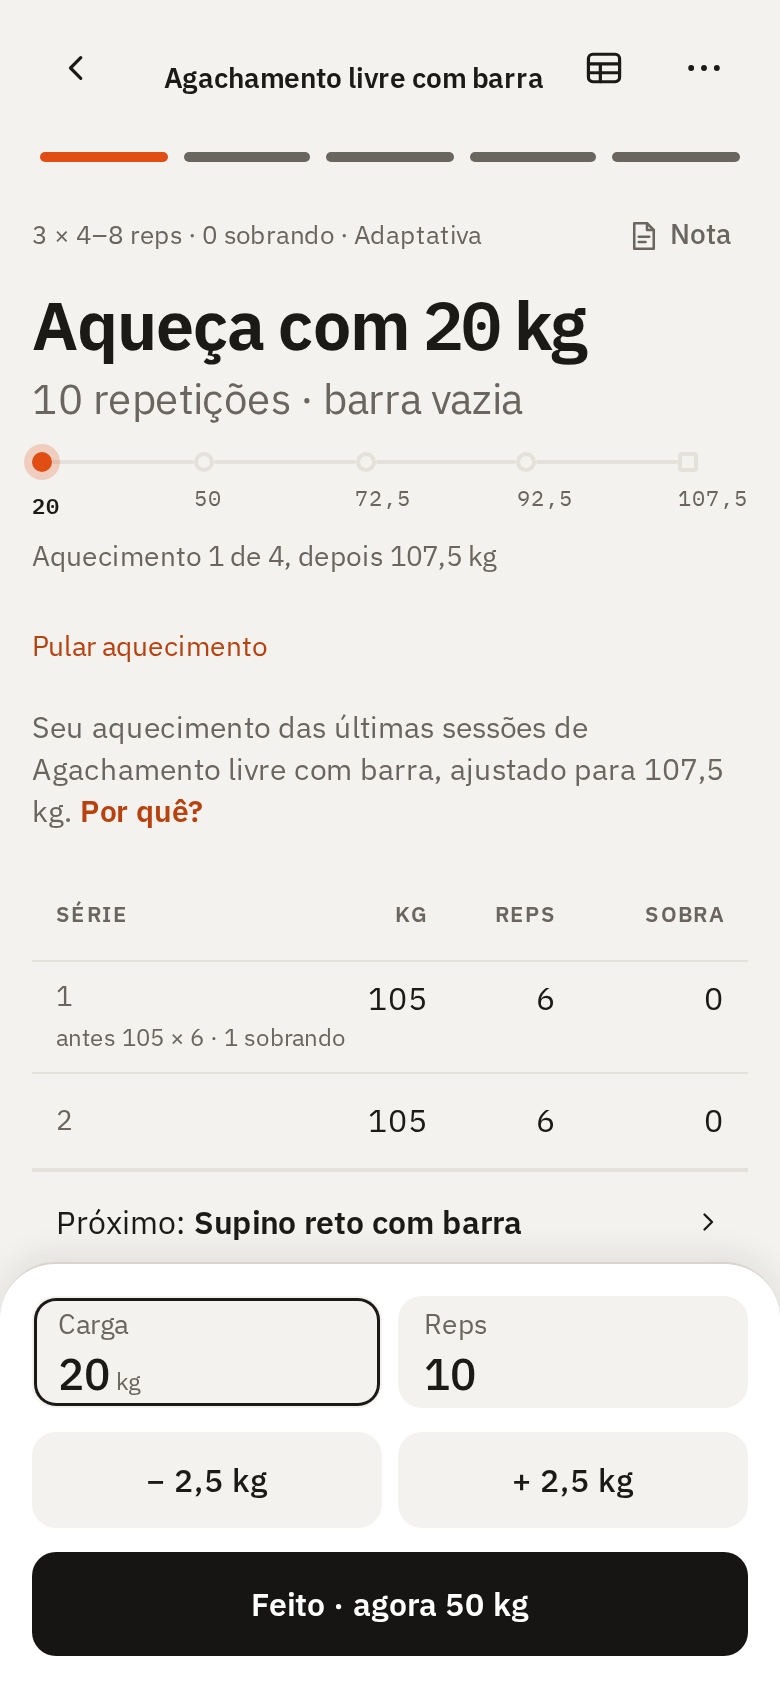 Agachamento livre com barra
3 × 4–8 reps · 0 sobrando · Adaptativa
Nota
Aqueça com 20 kg
10 repetições · barra vazia
20 50 72,5 92,5 107,5
Aquecimento 1 de 4, depois 107,5 kg
Pular aquecimento
Seu aquecimento das últimas sessões de
Agachamento livre com barra, ajustado para 107,5
kg. Por quê?
SÉRIE KG REPS SOBRA
1 105 6 0
antes 105 × 6 · 1 sobrando
2 105 6 0
Próximo: Supino reto com barra
Carga Reps
20 kg 10
– 2,5 kg + 2,5 kg
Feito · agora 50 kg